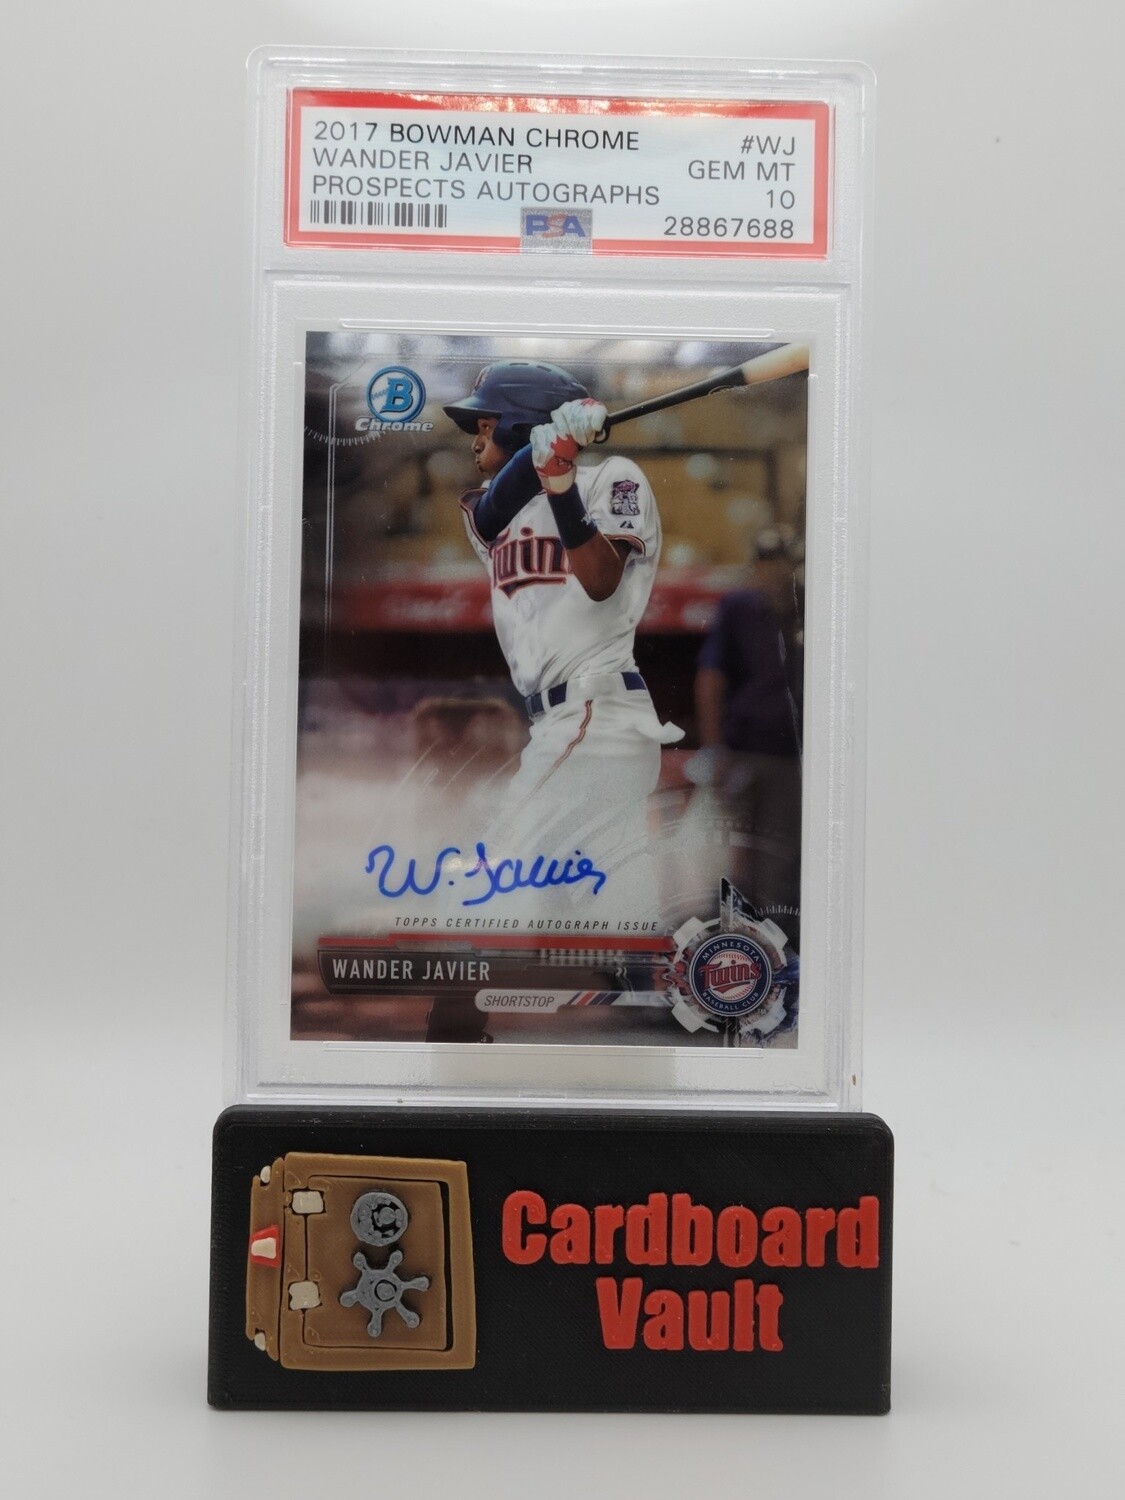 2017 BOWMAN CHROME #WJ
WANDER JAVIER GEM MT
PROSPECTS AUTOGRAPHS 10
PSA 28867688
B
Chrome
Twins
W. Javier
TOPPS CERTIFIED AUTOGRAPH ISSUE
WANDER JAVIER
SHORTSTOP
MINNESOTA
Twins
BASEBALL CLUB
Cardboard
Vault